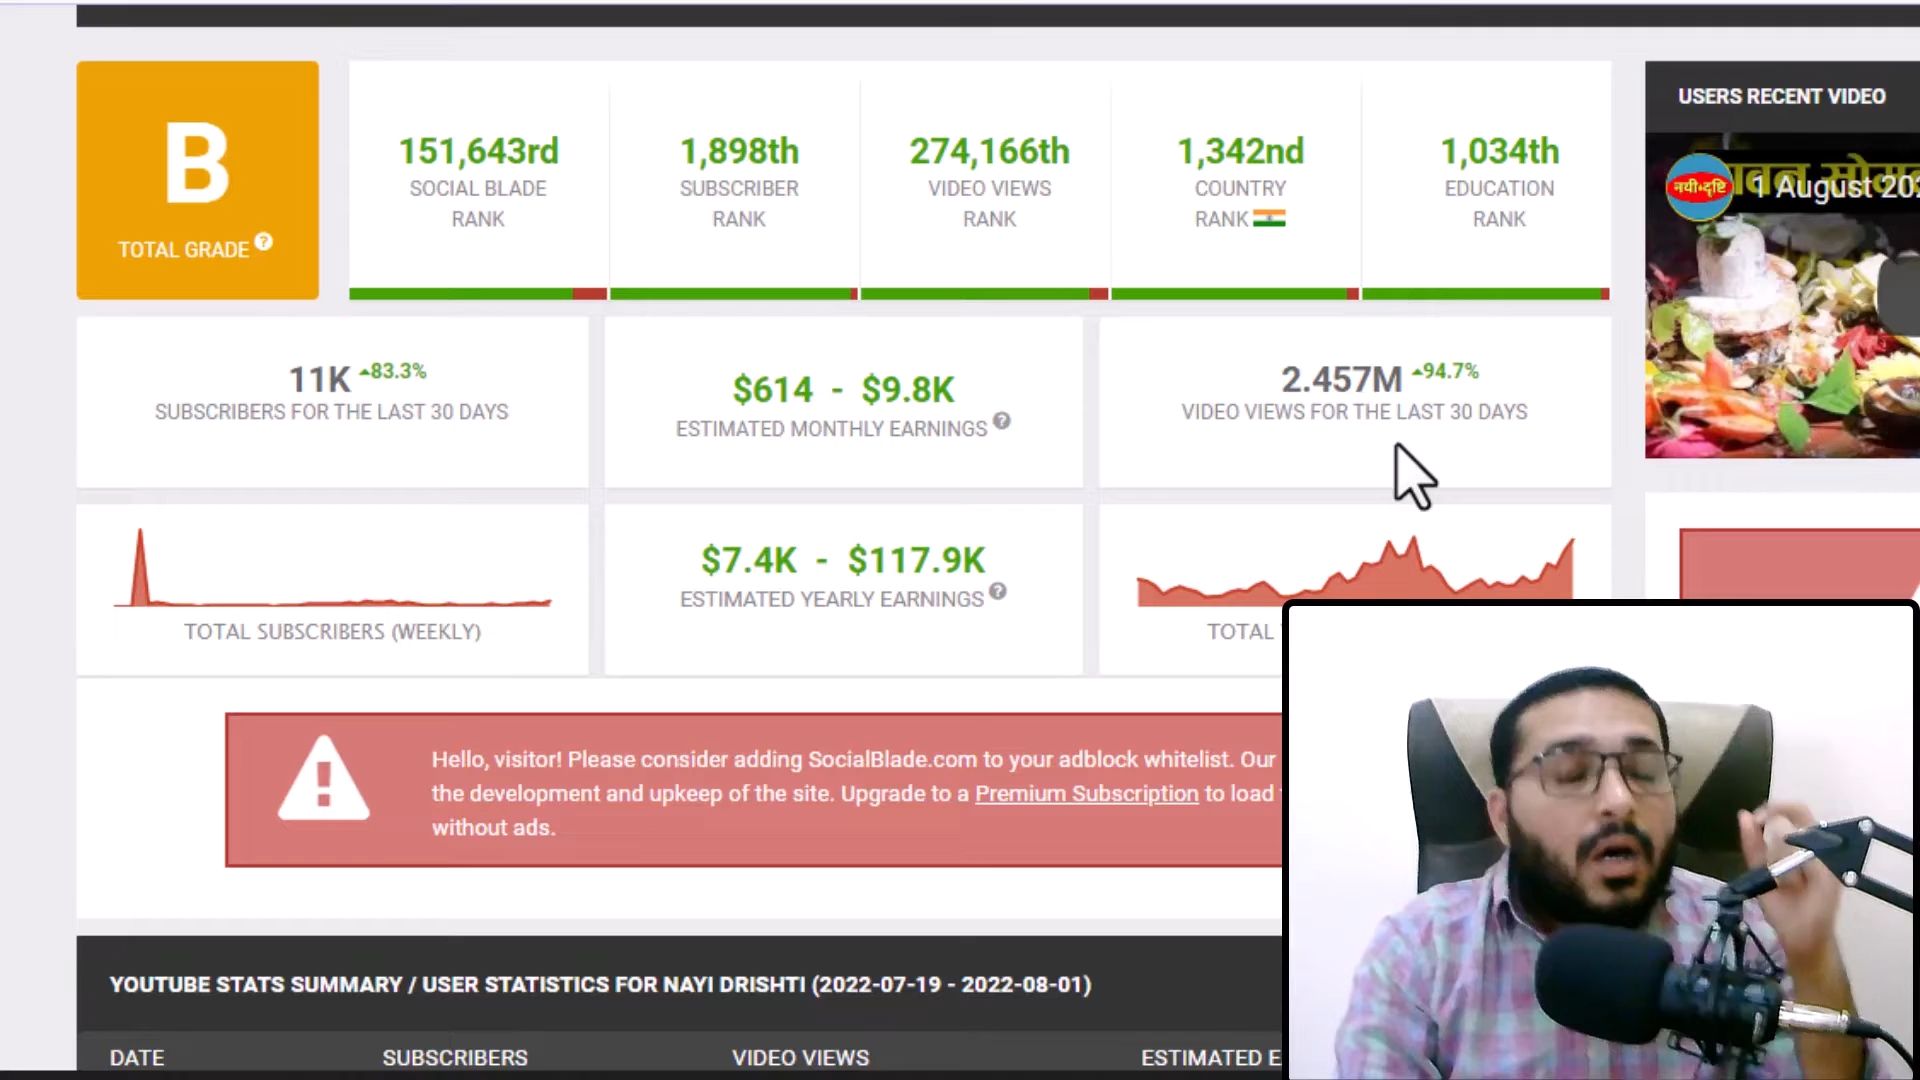 B
TOTAL GRADE ?
151,643rd
SOCIAL BLADE
RANK
1,898th
SUBSCRIBER
RANK
274,166th
VIDEO VIEWS
RANK
1,342nd
COUNTRY
RANK
1,034th
EDUCATION
RANK
USERS RECENT VIDEO
नयी दृष्टि
1 August 202
11K 83.3%
SUBSCRIBERS FOR THE LAST 30 DAYS
$614 - $9.8K
ESTIMATED MONTHLY EARNINGS ?
2.457M 94.7%
VIDEO VIEWS FOR THE LAST 30 DAYS
TOTAL SUBSCRIBERS (WEEKLY)
$7.4K - $117.9K
ESTIMATED YEARLY EARNINGS ?
TOTAL
Hello, visitor! Please consider adding SocialBlade.com to your adblock whitelist. Our
the development and upkeep of the site. Upgrade to a Premium Subscription to load
without ads.
YOUTUBE STATS SUMMARY / USER STATISTICS FOR NAYI DRISHTI (2022-07-19 - 2022-08-01)
DATE
SUBSCRIBERS
VIDEO VIEWS
ESTIMATED E